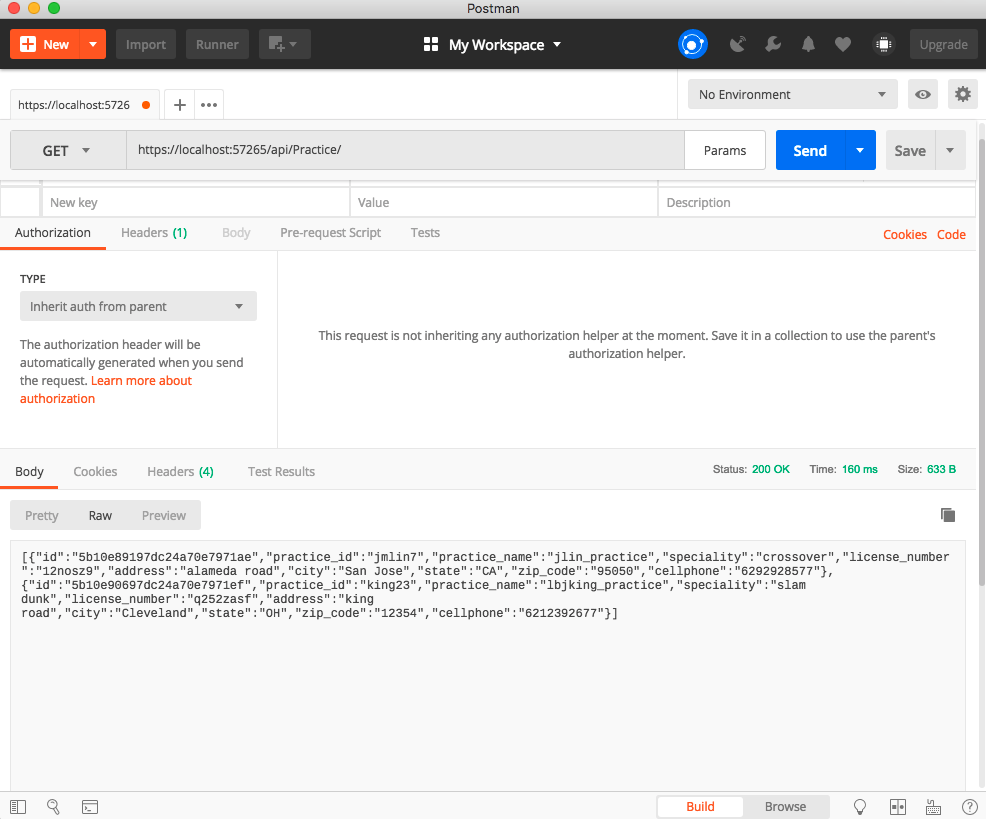 Postman
New Import Runner My Workspace Upgrade
https://localhost:5726 No Environment
GET https://localhost:57265/api/Practice/ Params Send Save
New key Value Description
Authorization Headers (1) Body Pre-request Script Tests Cookies Code
TYPE
Inherit auth from parent
The authorization header will be
automatically generated when you send
the request. Learn more about
authorization
This request is not inheriting any authorization helper at the moment. Save it in a collection to use the parent's
authorization helper.
Body Cookies Headers (4) Test Results Status: 200 OK Time: 160 ms Size: 633 B
Pretty Raw Preview
[{"id":"5b10e89197dc24a70e7971ae","practice_id":"jmlin7","practice_name":"jlin_practice","speciality":"crossover","license_number
":"12nosz9","address":"alameda road","city":"San Jose","state":"CA","zip_code":"95050","cellphone":"6292928577"},
{"id":"5b10e90697dc24a70e7971ef","practice_id":"king23","practice_name":"lbjking_practice","speciality":"slam
dunk","license_number":"q252zasf","address":"king
road","city":"Cleveland","state":"OH","zip_code":"12354","cellphone":"6212392677"}]
Build Browse